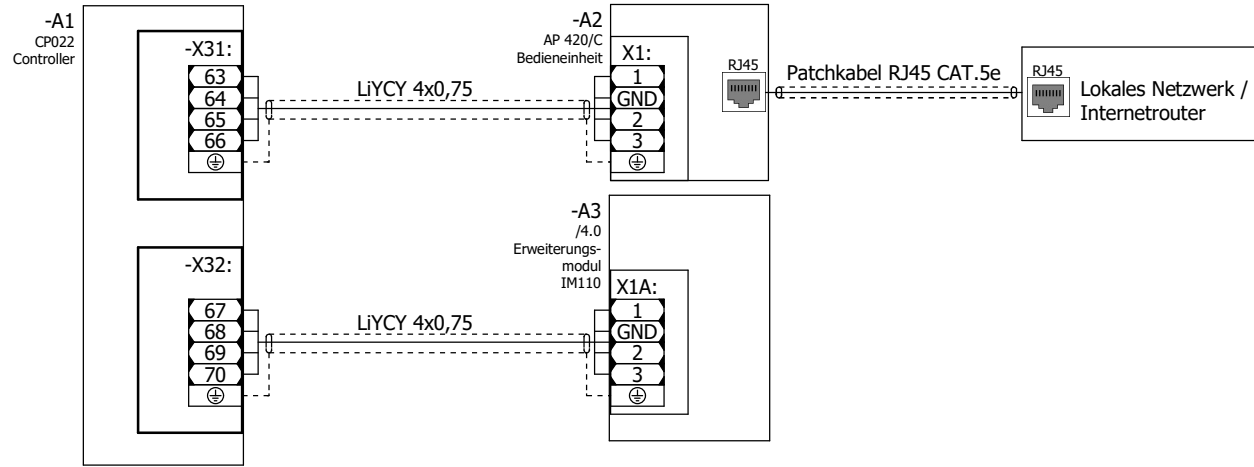 -A1
CP022
Controller
-X31:
63
64
65
66
LiYCY 4x0,75
-A2
AP 420/C
Bedieneinheit
X1:
1
GND
2
3
RJ45
Patchkabel RJ45 CAT.5e
RJ45
Lokales Netzwerk /
Internetrouter
-X32:
67
68
69
70
LiYCY 4x0,75
-A3
/4.0
Erweiterungs-
modul
IM110
X1A:
1
GND
2
3